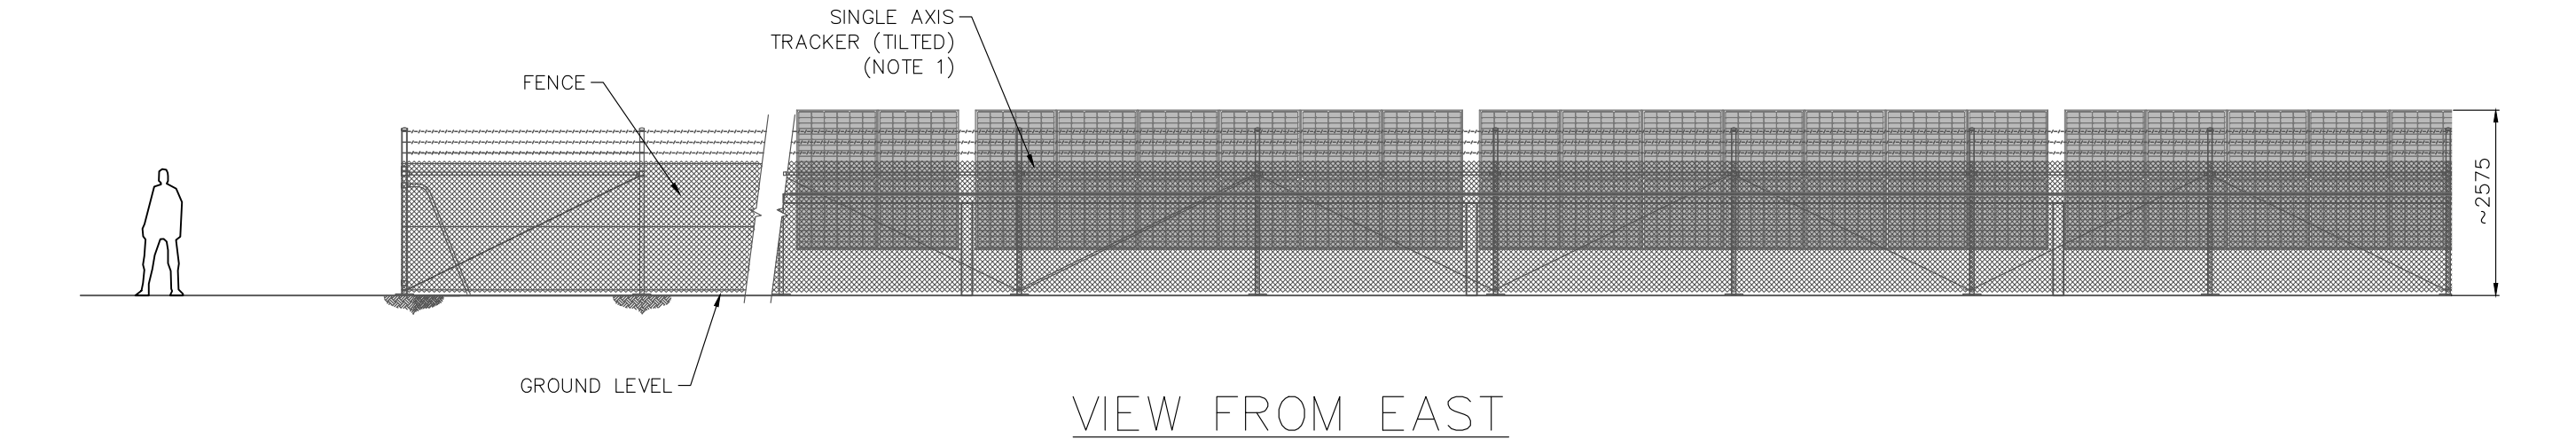 SINGLE AXIS
TRACKER (TILTED)
(NOTE 1)
FENCE
~2575
GROUND LEVEL
VIEW FROM EAST